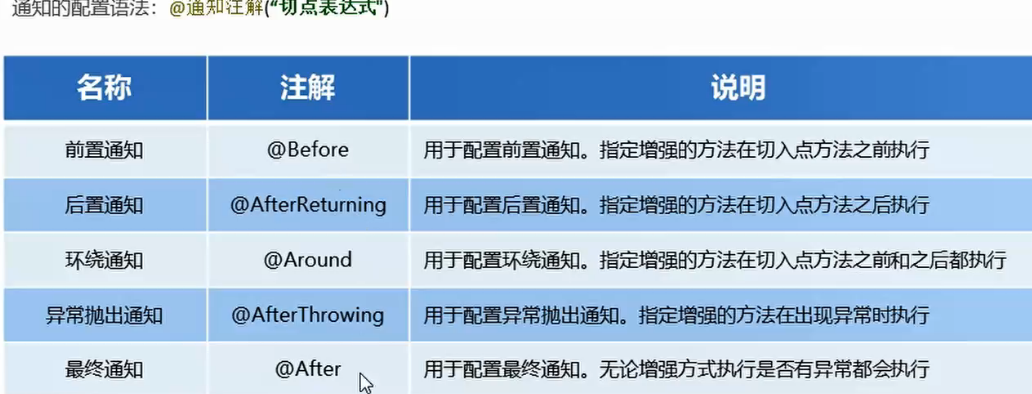 通知的配置语法：@通知注解("切点表达式")
名称 注解 说明
前置通知 @Before 用于配置前置通知。指定增强的方法在切入点方法之前执行
后置通知 @AfterReturning 用于配置后置通知。指定增强的方法在切入点方法之后执行
环绕通知 @Around 用于配置环绕通知。指定增强的方法在切入点方法之前和之后都执行
异常抛出通知 @AfterThrowing 用于配置异常抛出通知。指定增强的方法在出现异常时执行
最终通知 @After 用于配置最终通知。无论增强方式执行是否有异常都会执行